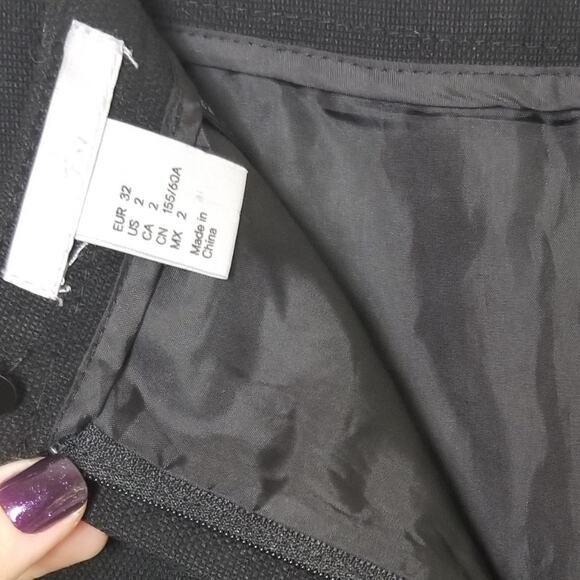 EUR 32
US 2
CA 2
CN 155/60A
MX 2
Made in
China